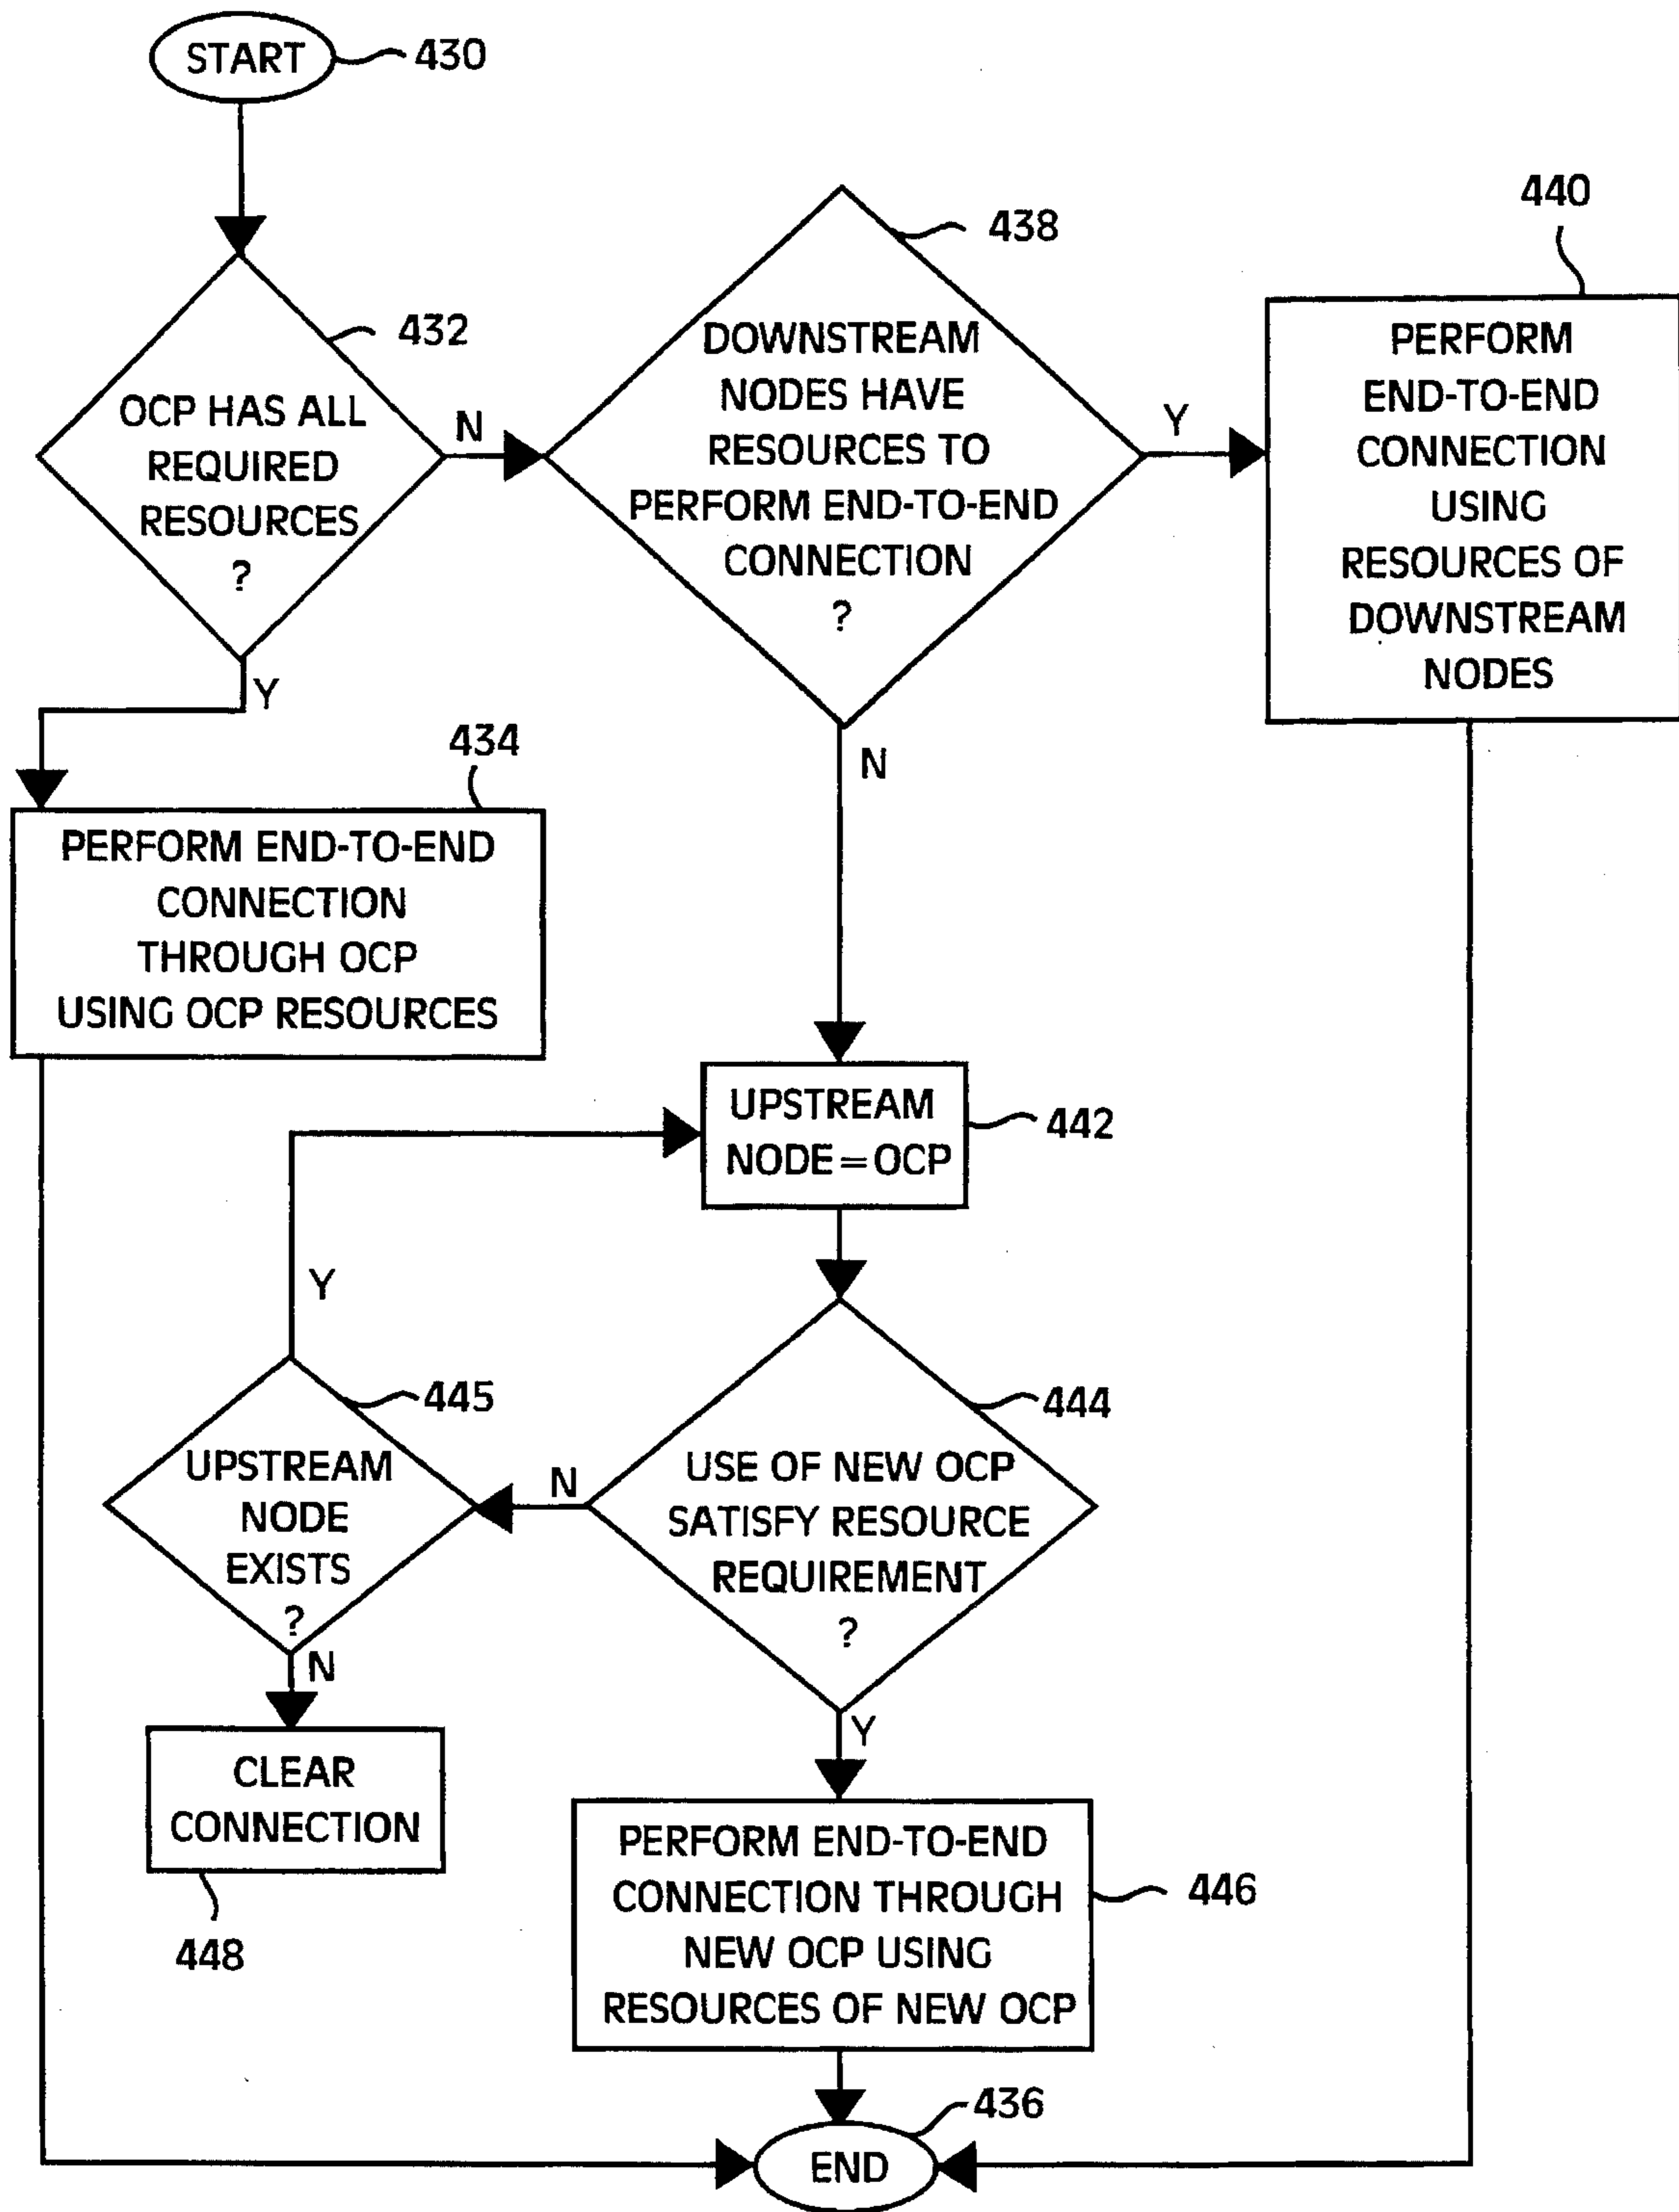 START
430
432
OCP HAS ALL
REQUIRED
RESOURCES
?
N
Y
438
DOWNSTREAM
NODES HAVE
RESOURCES TO
PERFORM END-TO-END
CONNECTION
?
Y
N
440
PERFORM
END-TO-END
CONNECTION
USING
RESOURCES OF
DOWNSTREAM
NODES
434
PERFORM END-TO-END
CONNECTION
THROUGH OCP
USING OCP RESOURCES
UPSTREAM
NODE=OCP
442
444
USE OF NEW OCP
SATISFY RESOURCE
REQUIREMENT
?
N
Y
445
UPSTREAM
NODE
EXISTS
?
Y
N
CLEAR
CONNECTION
448
PERFORM END-TO-END
CONNECTION THROUGH
NEW OCP USING
RESOURCES OF NEW OCP
446
436
END